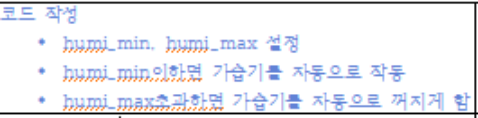 코드 작성
• humi_min, humi_max 설정
• humi_min이하면 가습기를 자동으로 작동
• humi_max초과하면 가습기를 자동으로 꺼지게 함